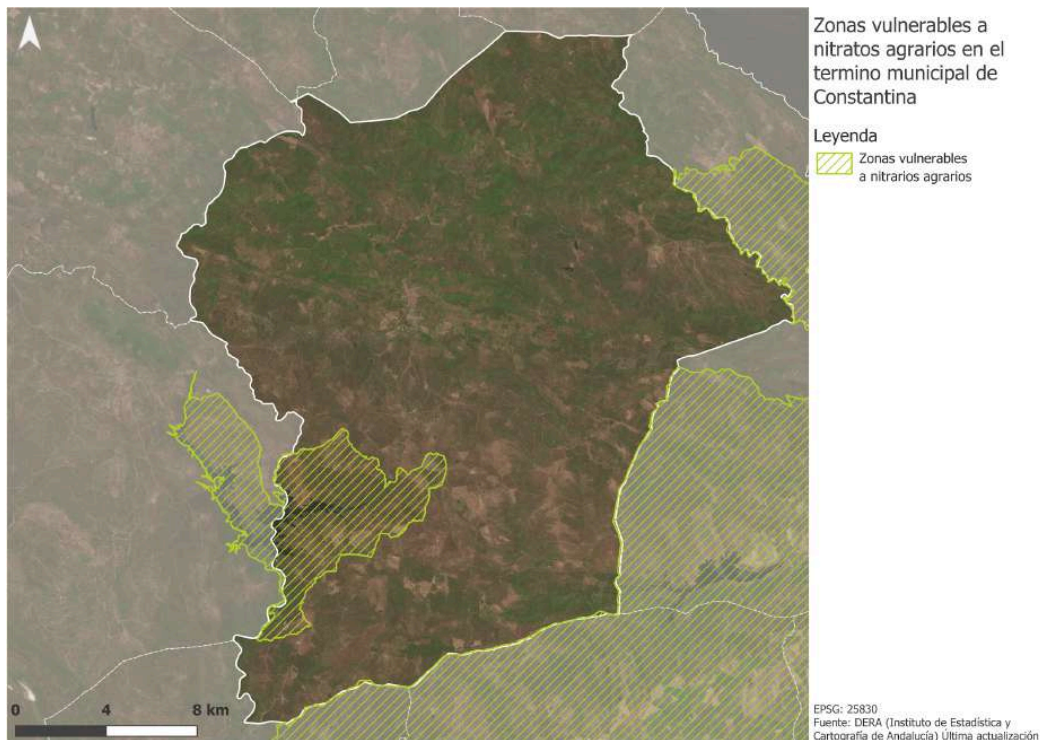 Zonas vulnerables a
nitratos agrarios en el
termino municipal de
Constantina
Leyenda
Zonas vulnerables
a nitrarios agrarios
0 4 8 km
EPSG: 25830
Fuente: DERA (Instituto de Estadística y
Cartografía de Andalucía) Última actualización